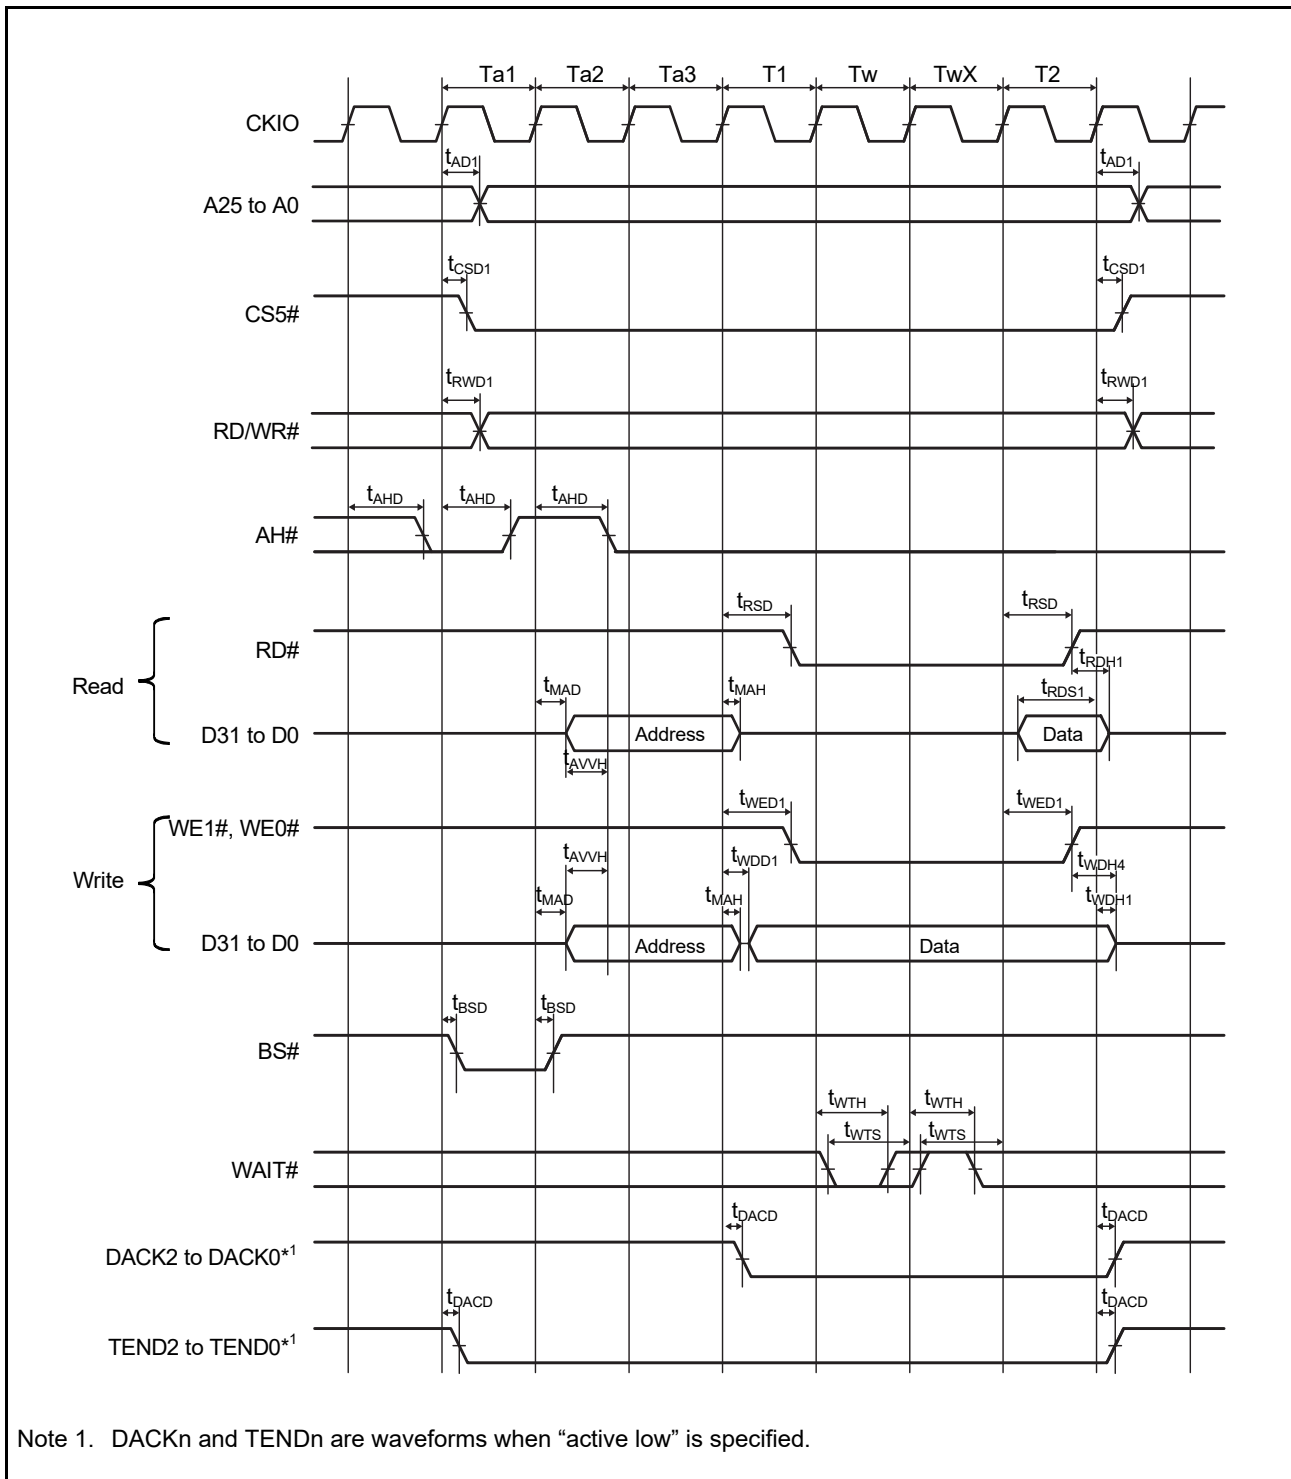 Ta1 Ta2 Ta3 T1 Tw TwX T2
CKIO
tAD1 tAD1
A25 to A0
tCSD1 tCSD1
CS5#
tRWD1 tRWD1
RD/WR#
tAHD tAHD tAHD
AH#
tRSD tRSD
RD#
tRDH1
Read
tMAD tMAH tRDS1
D31 to D0 Address Data
tAVVH
tWED1 tWED1
WE1#, WE0#
tAVVH tWDD1 tWDH4
Write
tMAD tMAH tWDH1
D31 to D0 Address Data
tBSD tBSD
BS#
tWTH tWTH
tWTS tWTS
WAIT#
tDACD tDACD
DACK2 to DACK0*1
tDACD tDACD
TEND2 to TEND0*1
Note 1. DACKn and TENDn are waveforms when “active low” is specified.